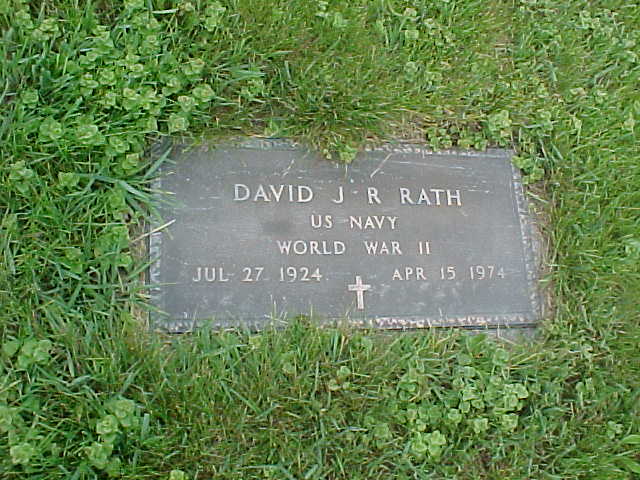 DAVID J R RATH
US NAVY
WORLD WAR II
JUL 27 1924 APR 15 1974